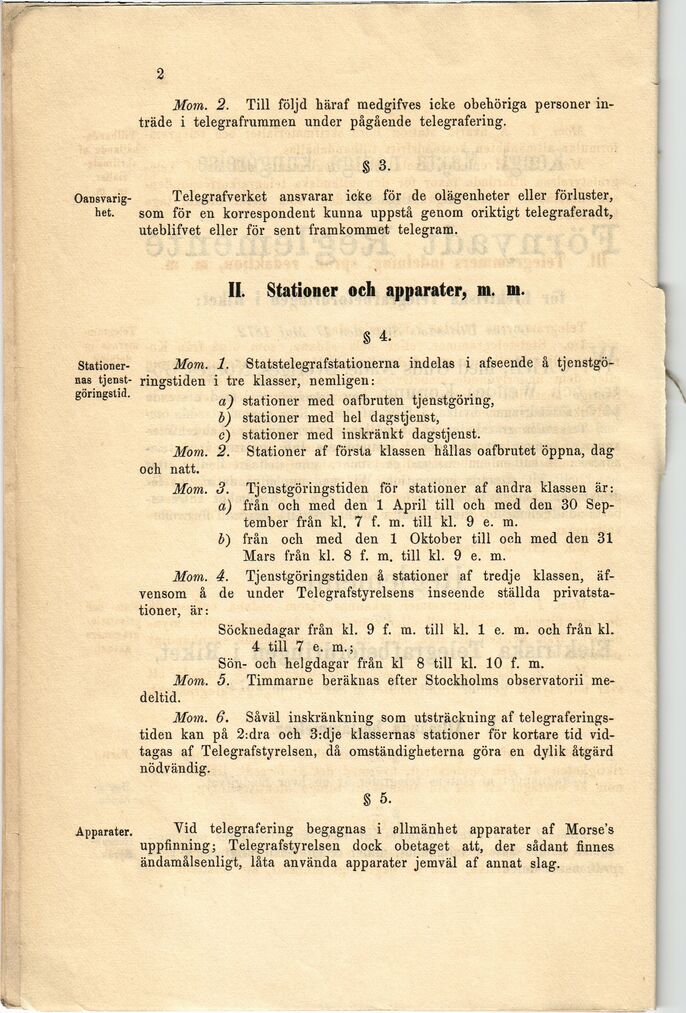 2
Mom. 2. Till följd häraf medgifves icke obehöriga personer in-
träde i telegrafrummen under pågående telegrafering.
§ 3.
Oansvarig-
het.
Telegrafverket ansvarar icke för de olägenheter eller förluster,
som för en korrespondent kunna uppstå genom oriktigt telegraferadt,
uteblifvet eller för sent framkommet telegram.
II. Stationer och apparater, m. m.
§ 4.
Stationer-
nas tjenst-
göringstid.
Mom. 1. Statstelegrafstationerna indelas i afseende å tjenstgö-
ringstiden i tre klasser, nemligen:
a) stationer med oafbruten tjenstgöring,
b) stationer med hel dagstjenst,
c) stationer med inskränkt dagstjenst.
Mom. 2. Stationer af första klassen hållas oafbrutet öppna, dag
och natt.
Mom. 3. Tjenstgöringstiden för stationer af andra klassen är:
a) från och med den 1 April till och med den 30 Sep-
tember från kl. 7 f. m. till kl. 9 e. m.
b) från och med den 1 Oktober till och med den 31
Mars från kl. 8 f. m. till kl. 9 e. m.
Mom. 4. Tjenstgöringstiden å stationer af tredje klassen, äf-
vensom å de under Telegrafstyrelsens inseende ställda privatsta-
tioner, är:
Söcknedagar från kl. 9 f. m. till kl. 1 e. m. och från kl.
4 till 7 e. m.;
Sön- och helgdagar från kl 8 till kl. 10 f. m.
Mom. 5. Timmarne beräknas efter Stockholms observatorii me-
deltid.
Mom. 6. Såväl inskränkning som utsträckning af telegraferings-
tiden kan på 2:dra och 3:dje klassernas stationer för kortare tid vid-
tagas af Telegrafstyrelsen, då omständigheterna göra en dylik åtgärd
nödvändig.
§ 5.
Apparater.
Vid telegrafering begagnas i allmänhet apparater af Morse's
uppfinning; Telegrafstyrelsen dock obetaget att, der sådant finnes
ändamålsenligt, låta använda apparater jemväl af annat slag.